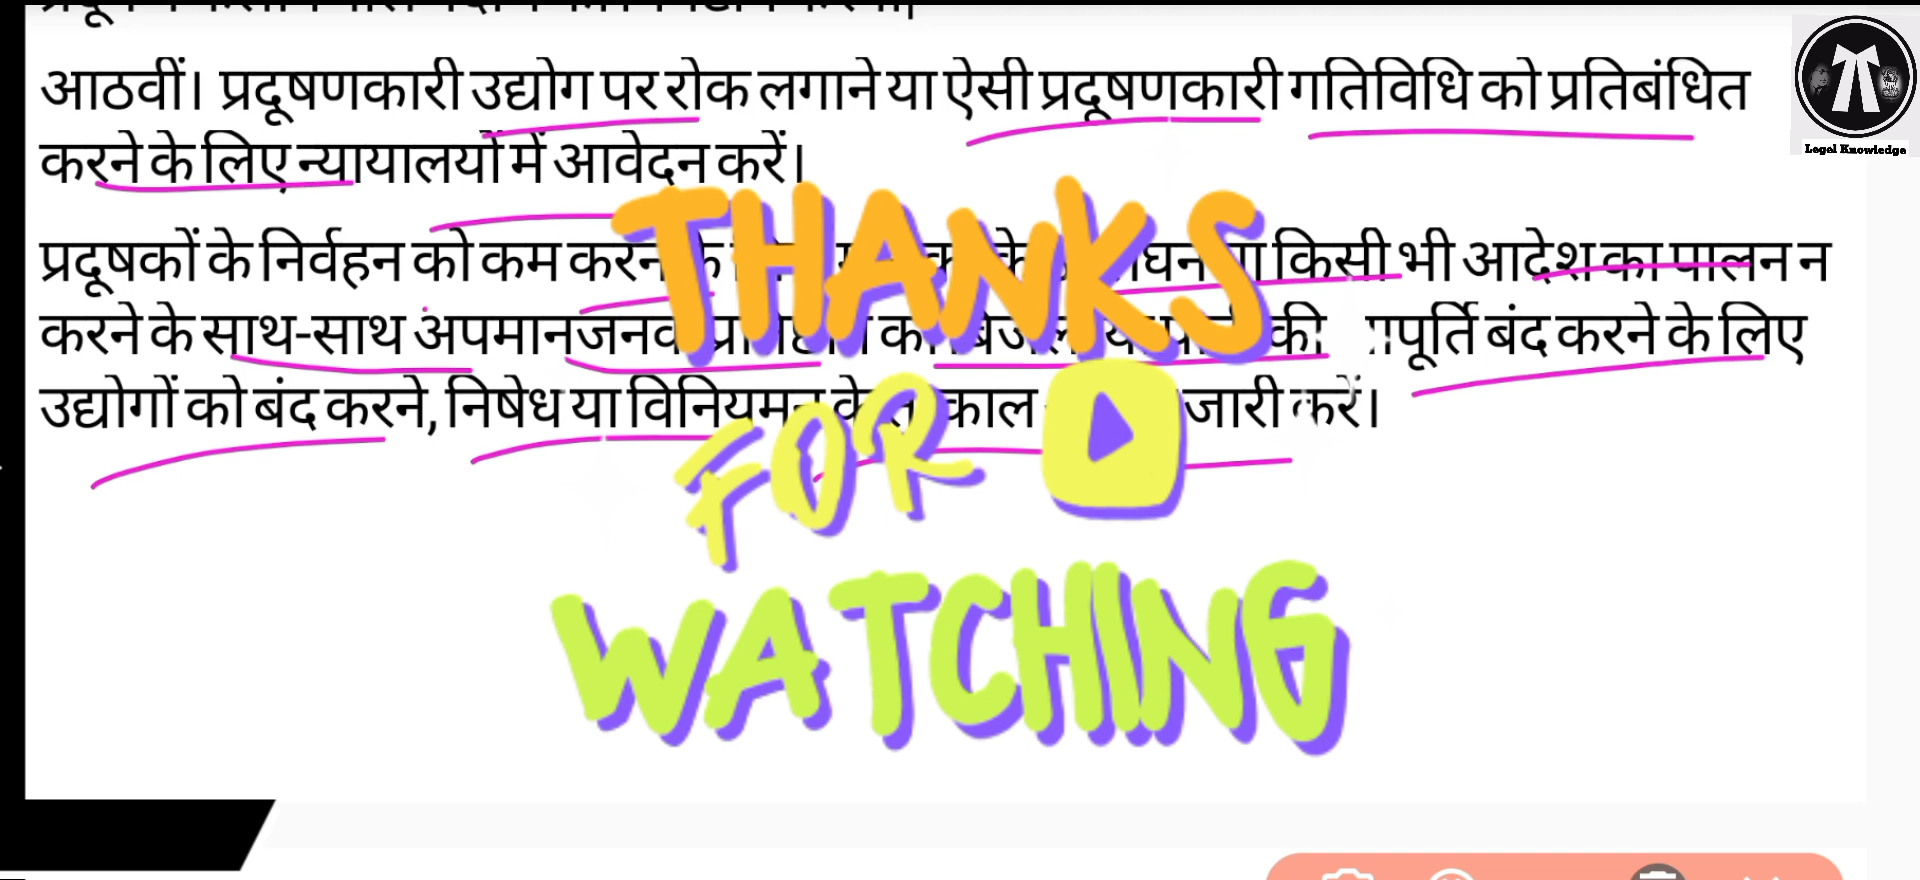 आठवीं। प्रदूषणकारी उद्योग पर रोक लगाने या ऐसी प्रदूषणकारी गतिविधि को प्रतिबंधित
करने के लिए न्यायालयों में आवेदन करें।
प्रदूषकों के निर्वहन को कम करने किसी भी आदेश का पालन न
करने के साथ-साथ अपमानजनक की बंद करने के लिए
उद्योगों को बंद करने, निषेध या विनियमन के जारी करें।
THANKS
FOR
WATCHING
Legal Knowledge